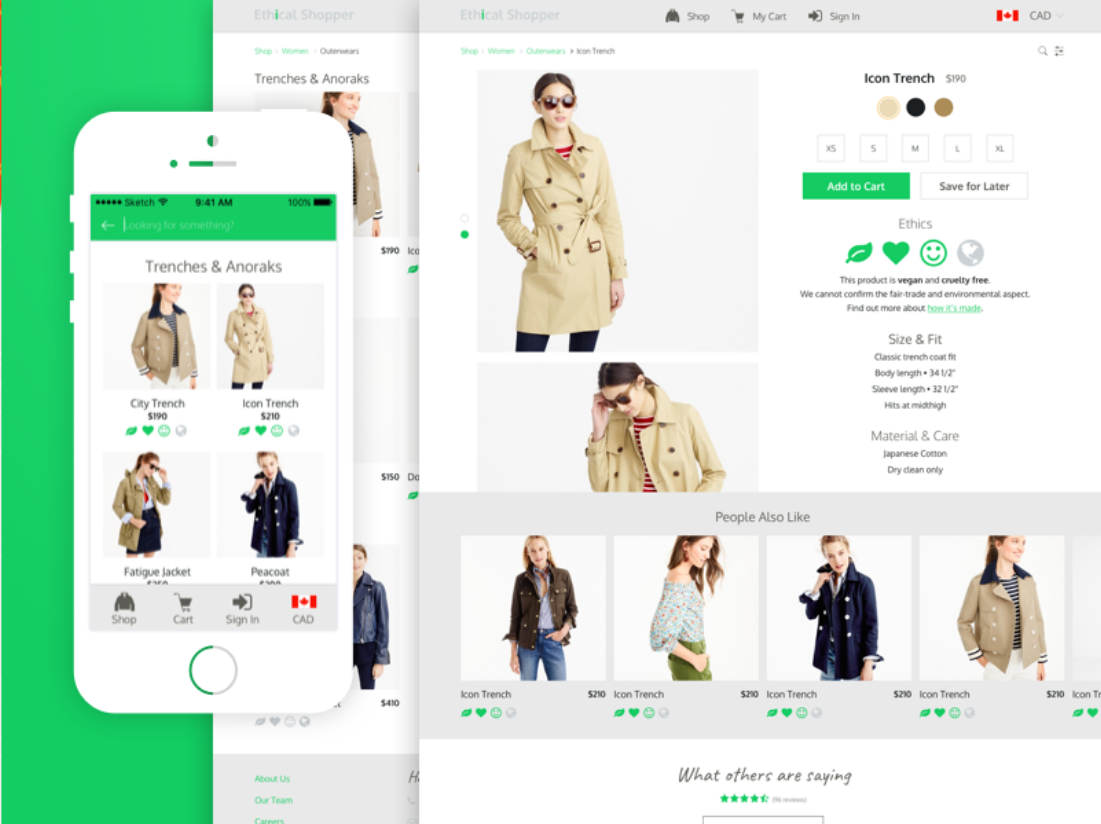 Ethical Shopper
Shop > Women > Outerwears
Trenches & Anoraks
$190
$150
$410
About Us
Our Team
Careers
••••• Sketch
9:41 AM
100%
Looking for something?
Trenches & Anoraks
City Trench
$190
Icon Trench
$210
Fatigue Jacket
Peacoat
Shop
Cart
Sign In
CAD
Ethical Shopper
Shop
My Cart
Sign In
CAD
Shop > Women > Outerwears > Icon Trench
Icon Trench $190
XS S M L XL
Add to Cart
Save for Later
Ethics
This product is vegan and cruelty free.
We cannot confirm the fair-trade and environmental aspect.
Find out more about how it's made.
Size & Fit
Classic trench coat fit
Body length • 34 1/2"
Sleeve length • 32 1/2"
Hits at midthigh
Material & Care
Japanese Cotton
Dry clean only
People Also Like
Icon Trench $210
Icon Trench $210
Icon Trench $210
Icon Trench $210
Icon Tr
What others are saying
(96 reviews)